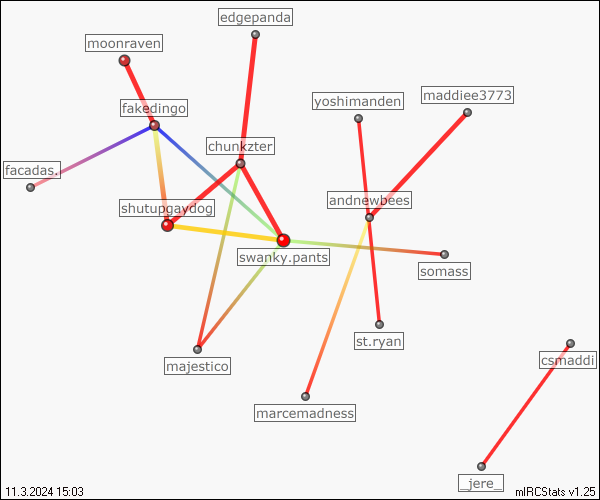 edgepanda
moonraven
yoshimanden
maddiee3773
fakedingo
chunkzter
facadas.
andnewbees
shutupgaydog
swanky.pants
somass
st.ryan
majestico
csmaddi
marcemadness
_jere_
11.3.2024 15:03
mIRCStats v1.25